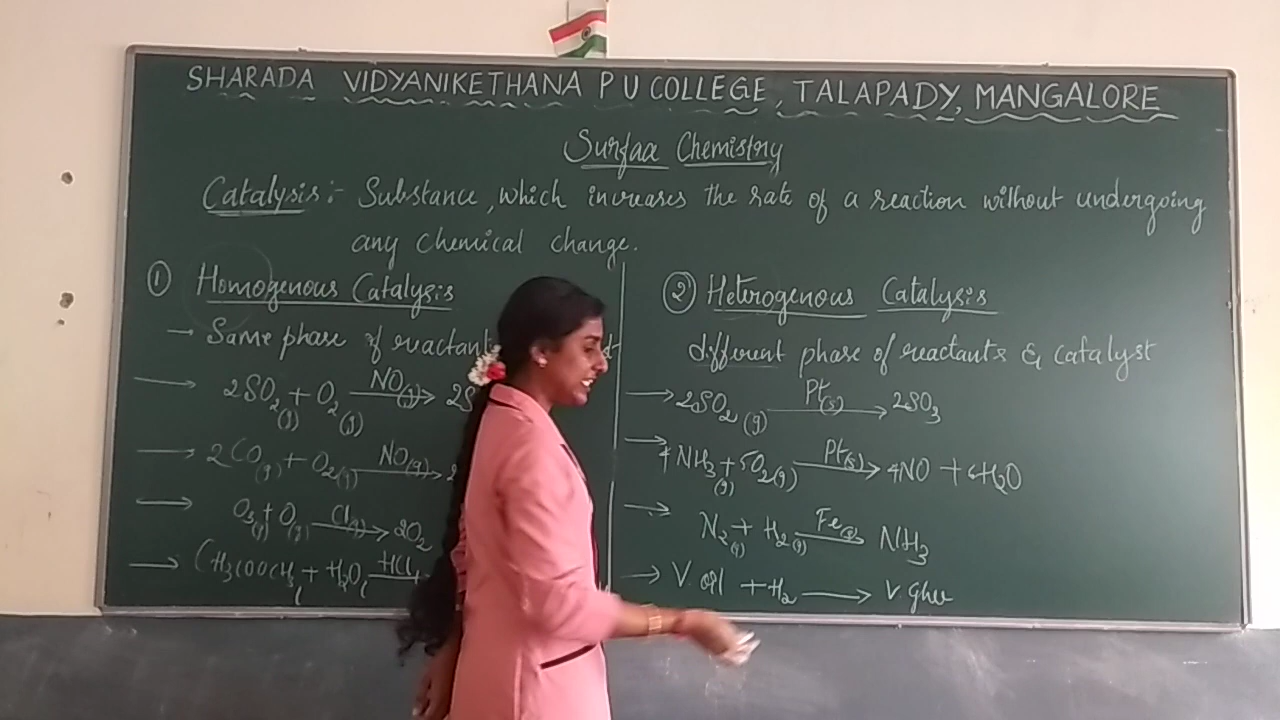 SHARADA VIDYANIKETHANA P U COLLEGE, TALAPADY, MANGALORE
Surface Chemistry
Catalysis :- Substance, which increases the rate of a reaction without undergoing
any chemical change.
① Homogenous Catalysis
→ Same phase of reactant
→ 2SO₂(g) + O₂(g) NO(g)→ 2S
→ 2CO(g) + O₂(g) NO(g)→ 2
→ O₃(g) + O(g) Cl(g)→ 2O₂
→ CH₃COOCH₃ l + H₂O l HCl l→
② Heterogenous Catalysis
different phase of reactants & catalyst
→ 2SO₂(g) Pt(s)→ 2SO₃
→ 4NH₃(g) + 5O₂(g) Pt(s)→ 4NO + 6H₂O
→ N₂(g) + H₂(g) Fe(s)→ NH₃
→ V. oil + H₂ → V ghee